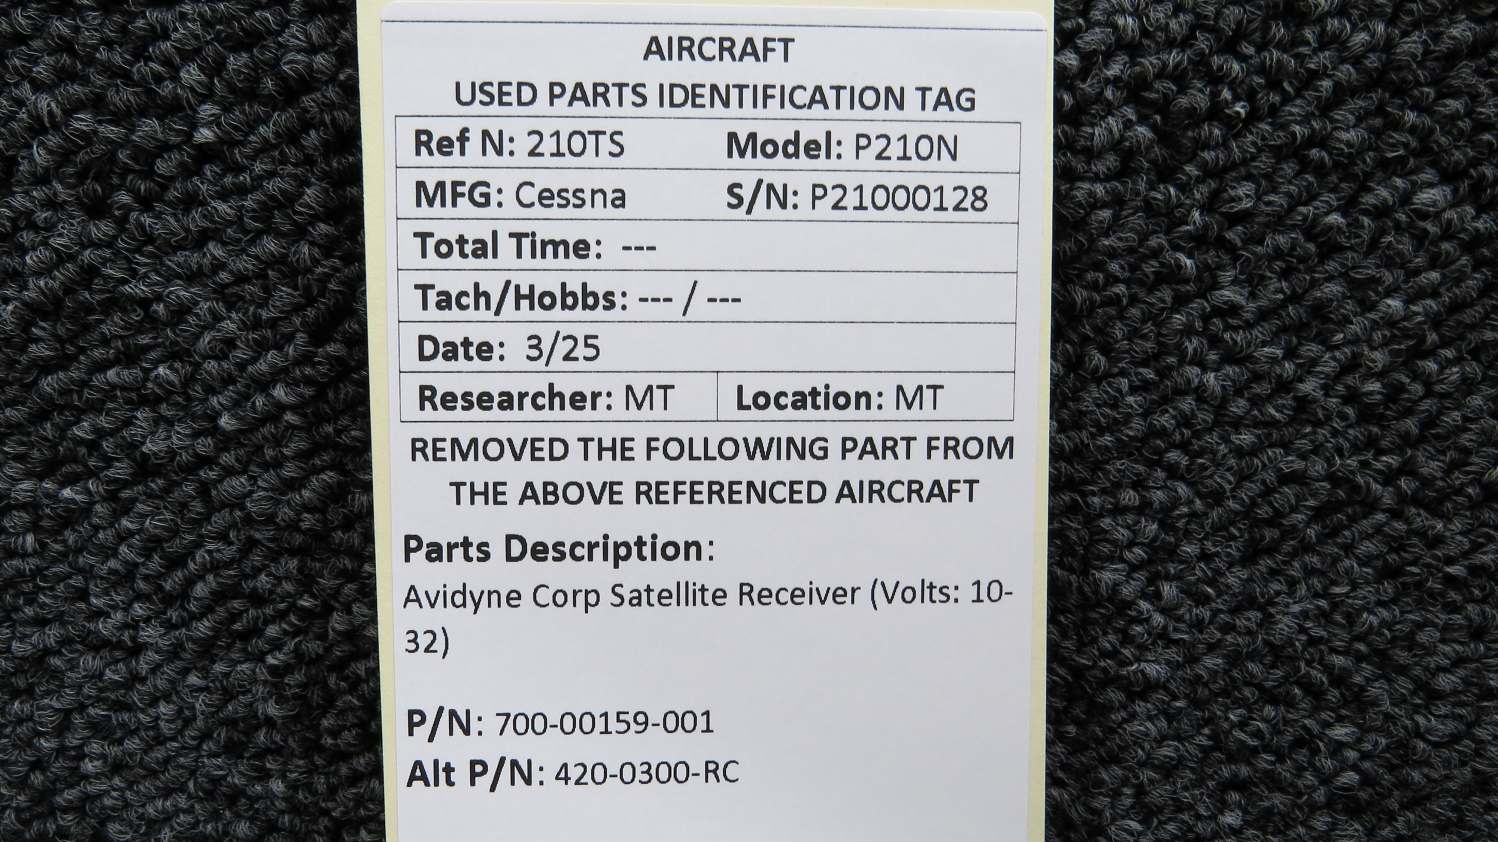 AIRCRAFT
USED PARTS IDENTIFICATION TAG
Ref N: 210TS Model: P210N
MFG: Cessna S/N: P21000128
Total Time: ---
Tach/Hobbs: --- / ---
Date: 3/25
Researcher: MT Location: MT
REMOVED THE FOLLOWING PART FROM
THE ABOVE REFERENCED AIRCRAFT
Parts Description:
Avidyne Corp Satellite Receiver (Volts: 10-
32)
P/N: 700-00159-001
Alt P/N: 420-0300-RC